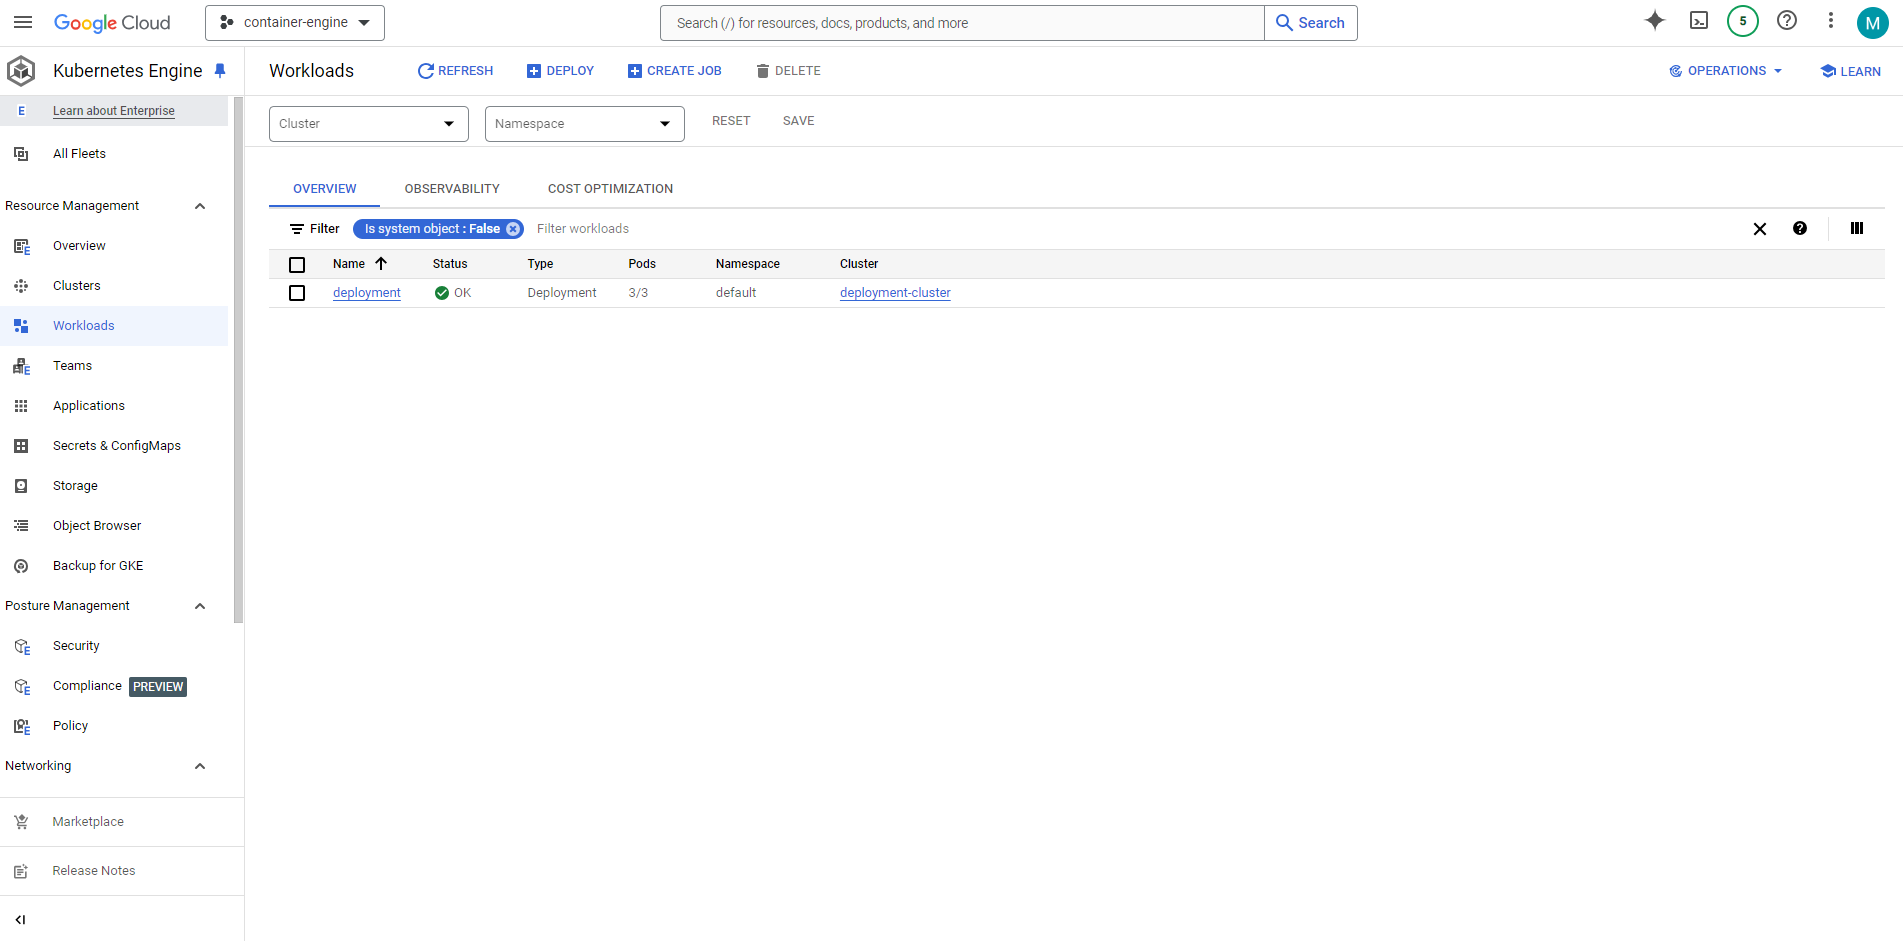 Google Cloud
container-engine
Search (/) for resources, docs, products, and more
Search
5
M
Kubernetes Engine
Workloads
REFRESH
DEPLOY
CREATE JOB
DELETE
OPERATIONS
LEARN
E
Learn about Enterprise
All Fleets
Resource Management
Overview
Clusters
Workloads
Teams
Applications
Secrets & ConfigMaps
Storage
Object Browser
Backup for GKE
Posture Management
Security
Compliance PREVIEW
Policy
Networking
Marketplace
Release Notes
Cluster
Namespace
RESET
SAVE
OVERVIEW
OBSERVABILITY
COST OPTIMIZATION
Filter
Is system object : False
Filter workloads
Name Status Type Pods Namespace Cluster
deployment OK Deployment 3/3 default deployment-cluster